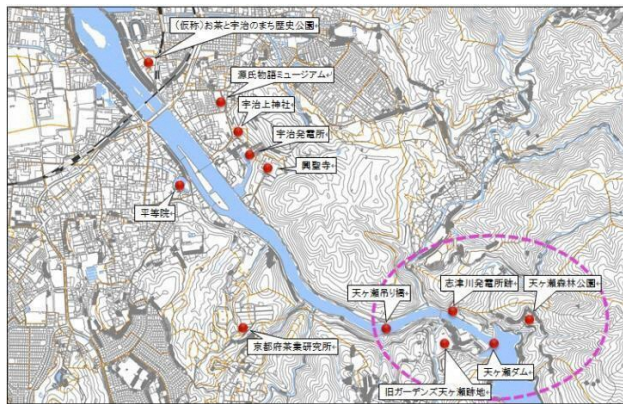 (仮称)お茶と宇治のまち歴史公園
源氏物語ミュージアム
宇治上神社
宇治発電所
興聖寺
平等院
天ヶ瀬吊り橋
志津川発電所跡
天ヶ瀬森林公園
京都府茶業研究所
天ヶ瀬ダム
旧ガーデンズ天ヶ瀬跡地